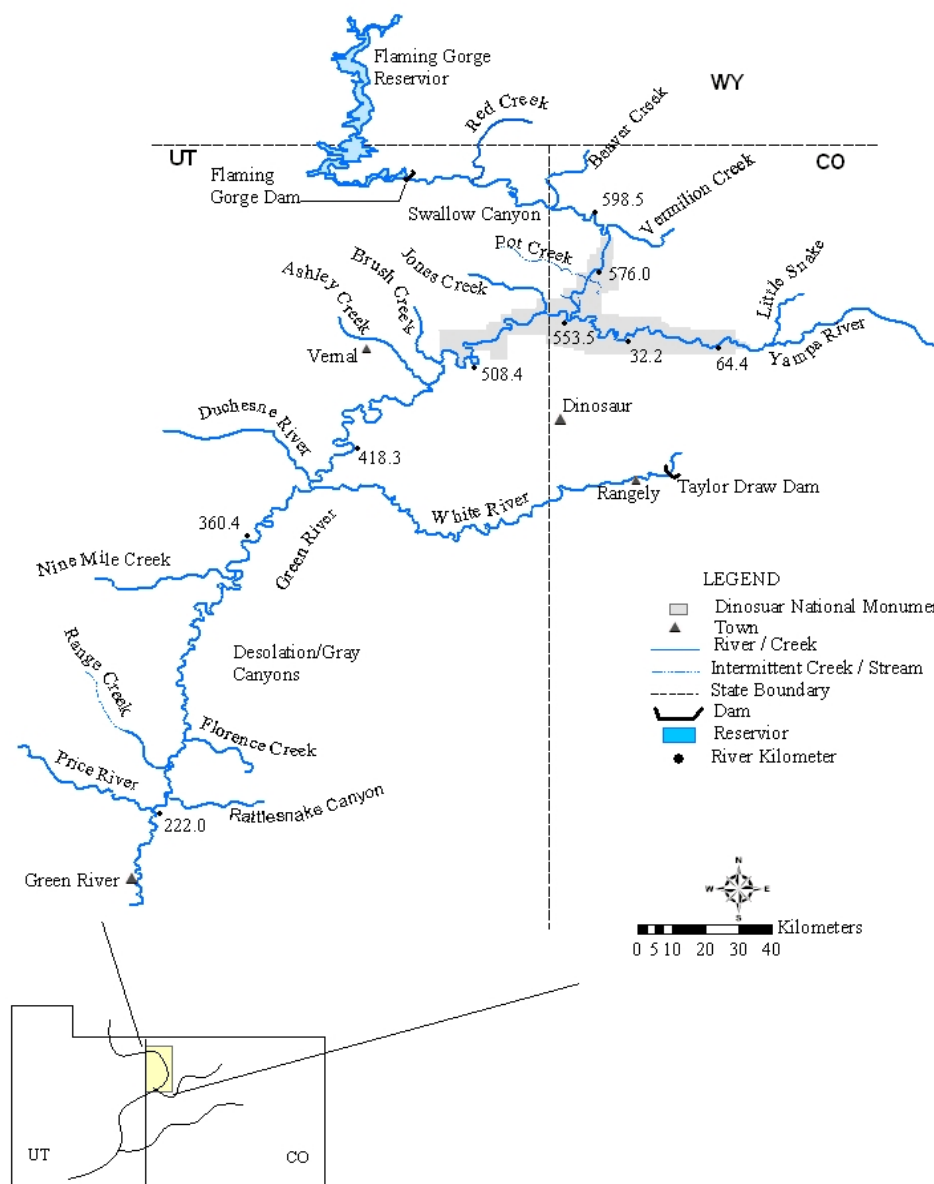 Flaming Gorge
Reservior
WY
Red Creek
Beaver Creek
UT
CO
Flaming
Gorge Dam
Swallow Canyon
598.5
Vermilion Creek
Pot Creek
576.0
Jones Creek
Brush Creek
Ashley Creek
Little Snake
Yampa River
Vernal
553.5
32.2
64.4
508.4
Dinosaur
Duchesne River
418.3
White River
Rangely
Taylor Draw Dam
360.4
Green River
Nine Mile Creek
LEGEND
Dinosuar National Monume
Town
River / Creek
Intermittent Creek / Stream
State Boundary
Dam
Reservior
River Kilometer
Range Creek
Desolation/Gray
Canyons
Florence Creek
Price River
Rattlesnake Canyon
222.0
Green River
N
W E
S
Kilometers
0 5 10 20 30 40
UT
CO